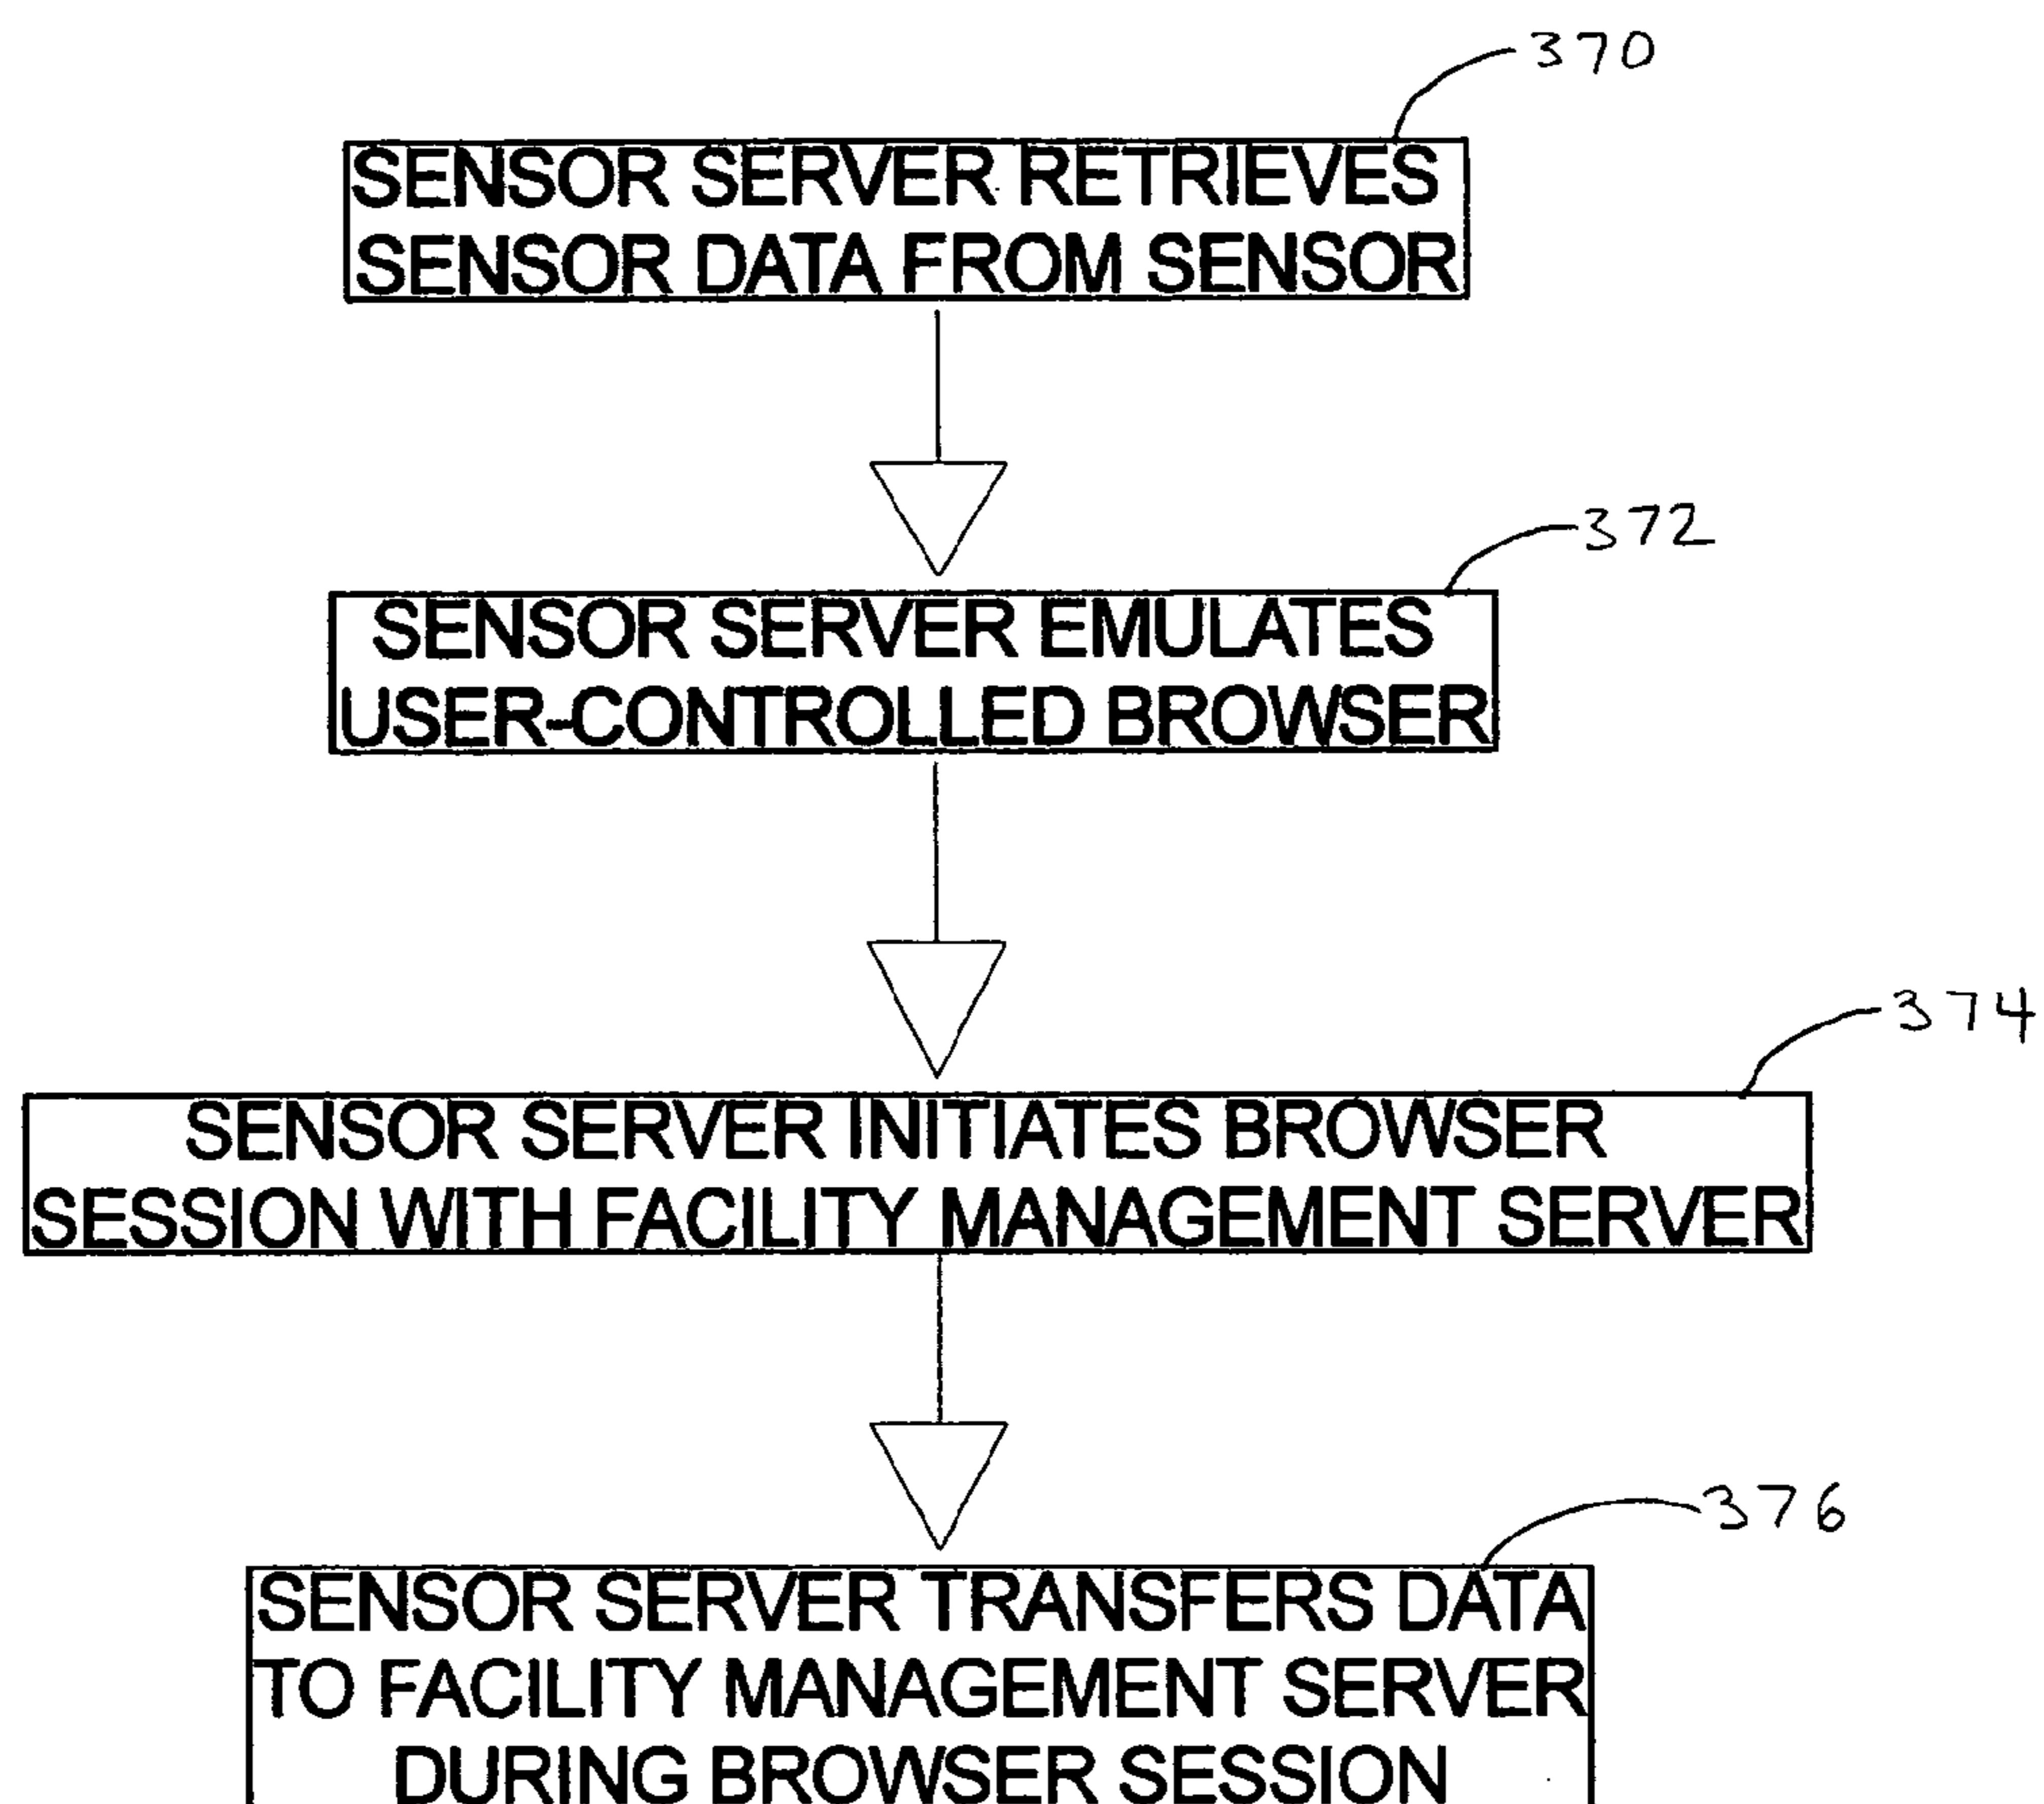 370
SENSOR SERVER RETRIEVES
SENSOR DATA FROM SENSOR
372
SENSOR SERVER EMULATES
USER-CONTROLLED BROWSER
374
SENSOR SERVER INITIATES BROWSER
SESSION WITH FACILITY MANAGEMENT SERVER
376
SENSOR SERVER TRANSFERS DATA
TO FACILITY MANAGEMENT SERVER
DURING BROWSER SESSION